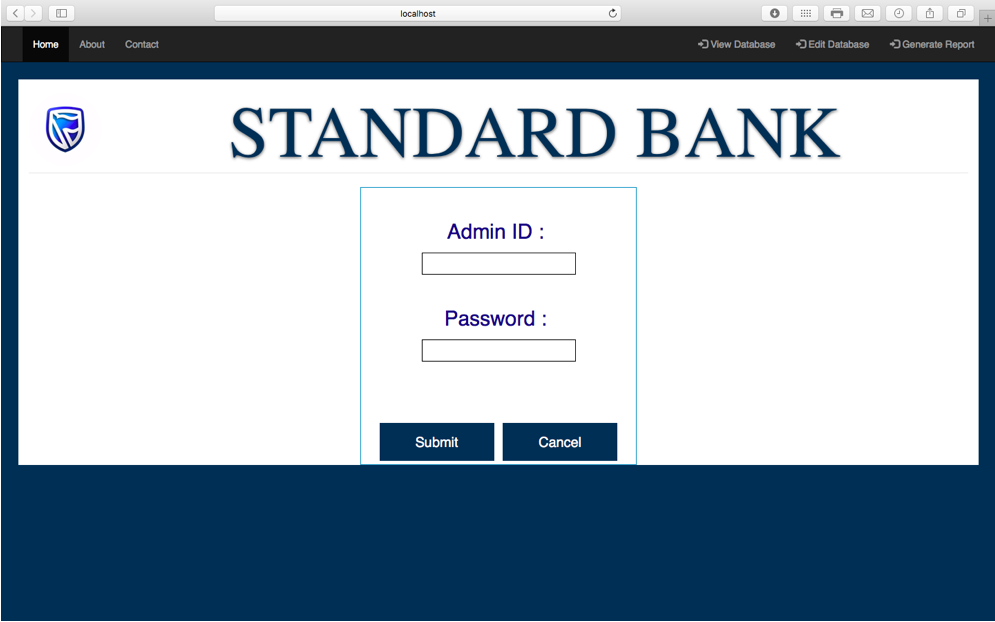 localhost
Home About Contact View Database Edit Database Generate Report
STANDARD BANK
Admin ID :
Password :
Submit Cancel